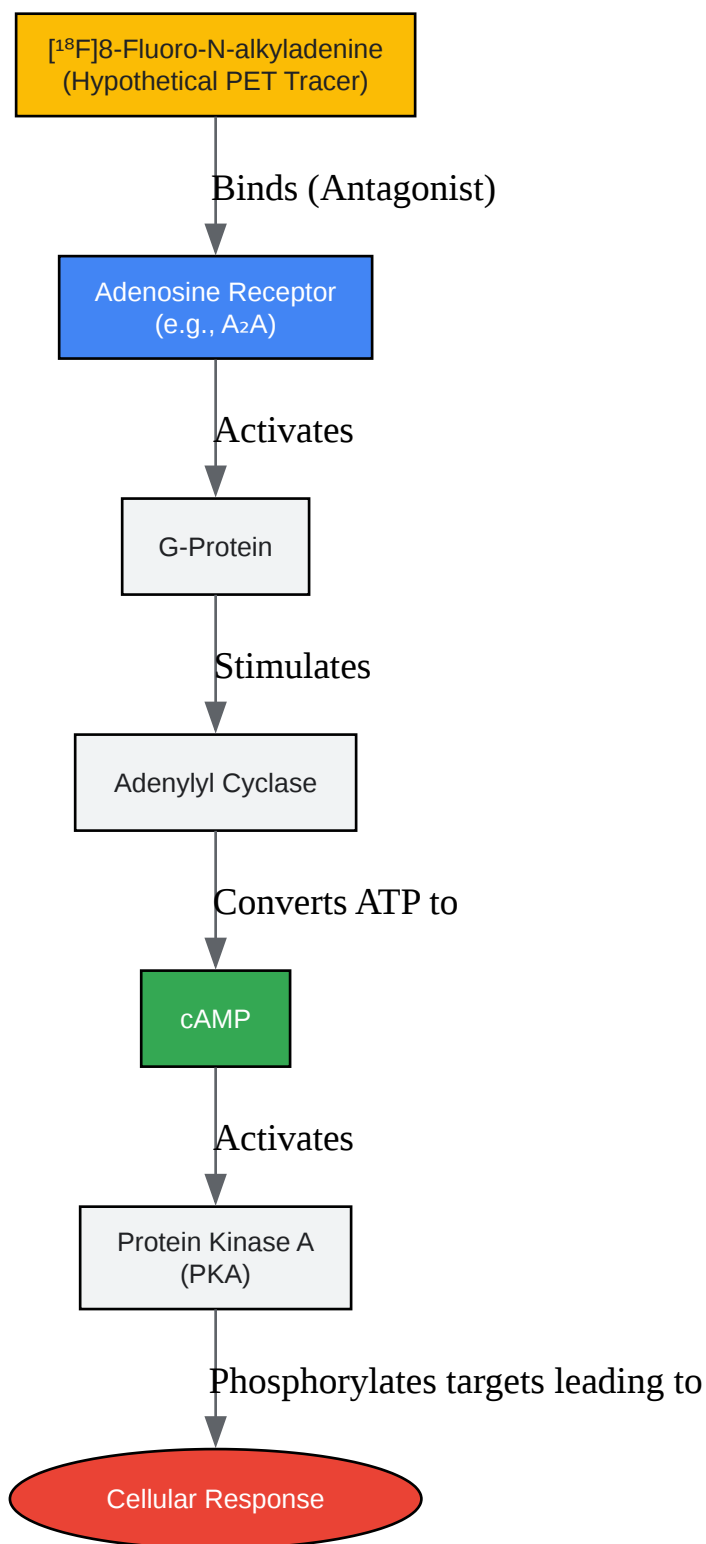 [¹⁸F]8-Fluoro-N-alkyladenine
(Hypothetical PET Tracer)
Binds (Antagonist)
Adenosine Receptor
(e.g., A₂A)
Activates
G-Protein
Stimulates
Adenylyl Cyclase
Converts ATP to
cAMP
Activates
Protein Kinase A
(PKA)
Phosphorylates targets leading to
Cellular Response